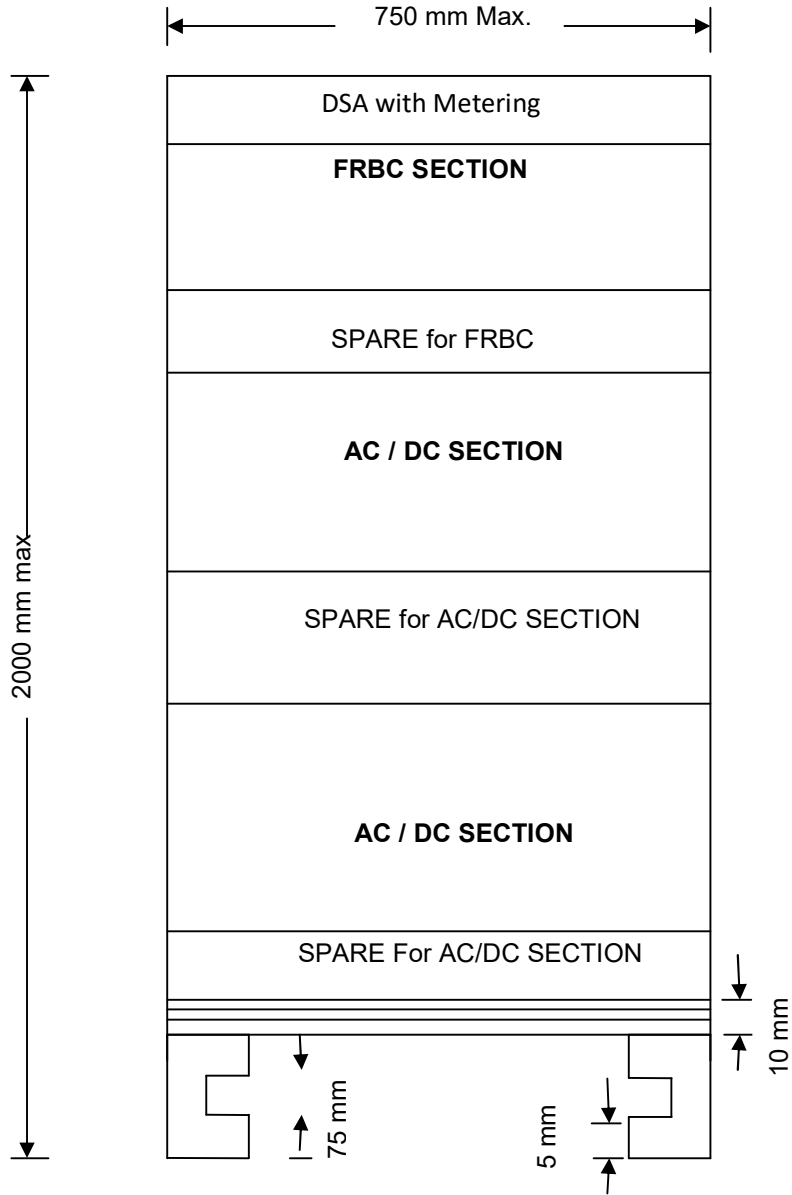 750 mm Max.
DSA with Metering
FRBC SECTION
SPARE for FRBC
AC / DC SECTION
2000 mm max
SPARE for AC/DC SECTION
AC / DC SECTION
SPARE For AC/DC SECTION
10 mm
75 mm
5 mm